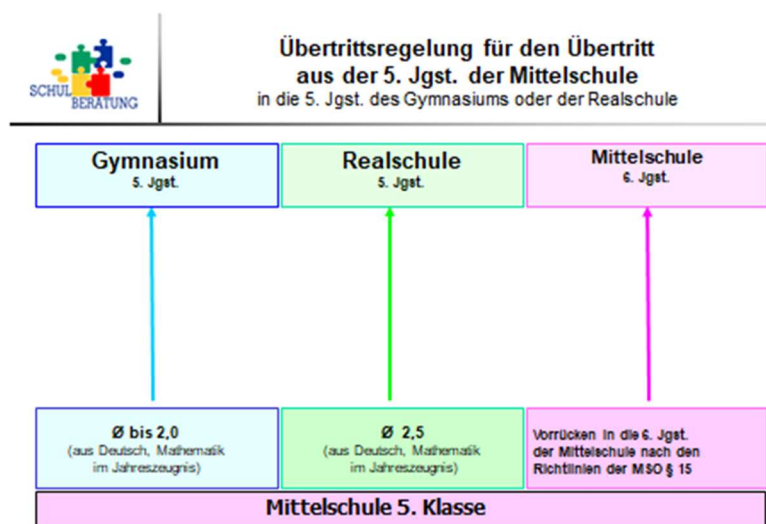 SCHUL
BERATUNG
Übertrittsregelung für den Übertritt
aus der 5. Jgst. der Mittelschule
in die 5. Jgst. des Gymnasiums oder der Realschule
Gymnasium
5. Jgst.
Realschule
5. Jgst.
Mittelschule
6. Jgst.
Ø bis 2,0
(aus Deutsch, Mathematik
im Jahreszeugnis)
Ø 2,5
(aus Deutsch, Mathematik
im Jahreszeugnis)
Vorrücken in die 6. Jgst.
der Mittelschule nach den
Richtlinien der MSO § 15
Mittelschule 5. Klasse